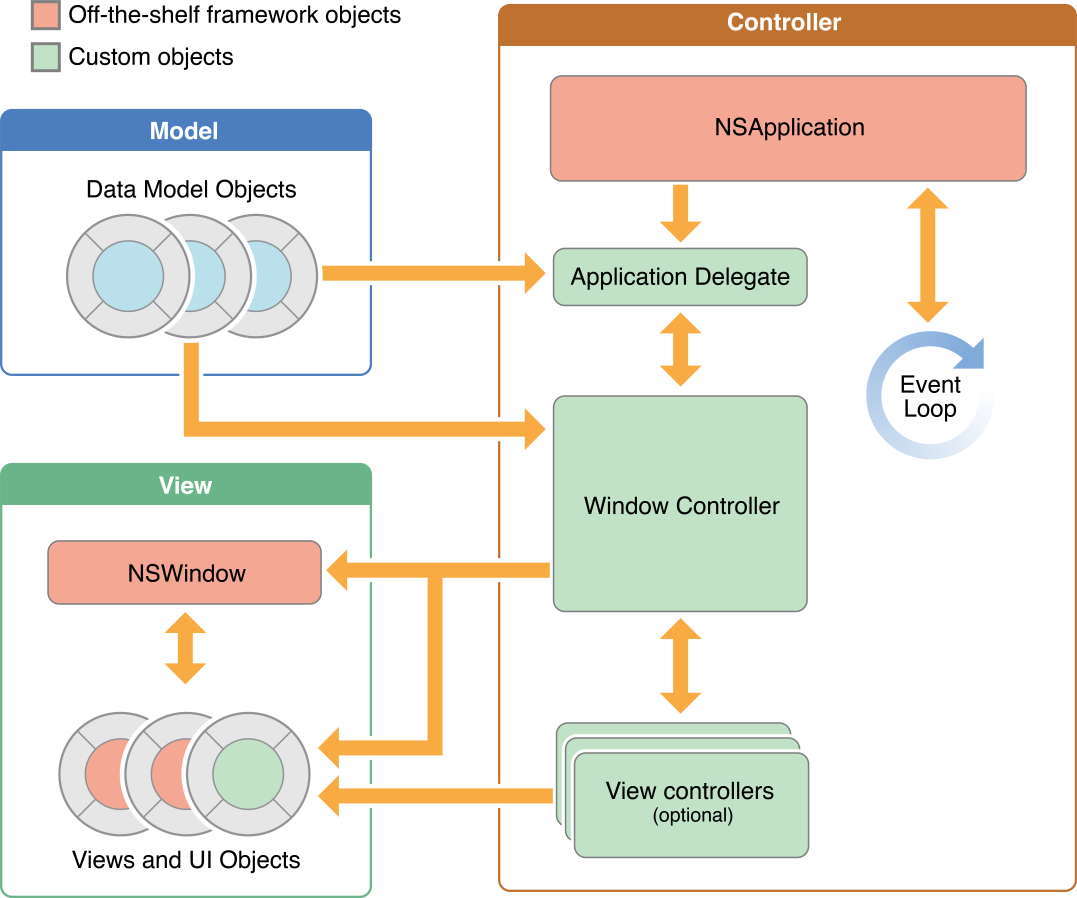 Off-the-shelf framework objects
Custom objects
Model
Data Model Objects
Controller
NSApplication
Application Delegate
Event
Loop
Window Controller
View controllers
(optional)
View
NSWindow
Views and UI Objects